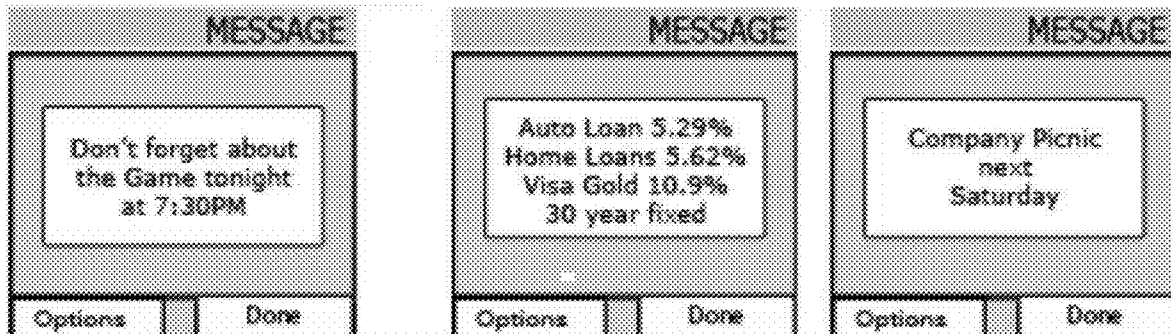 MESSAGE
Don't forget about
the Game tonight
at 7:30PM
Options Done
MESSAGE
Auto Loan 5.29%
Home Loans 5.62%
Visa Gold 10.9%
30 year fixed
Options Done
MESSAGE
Company Picnic
next
Saturday
Options Done